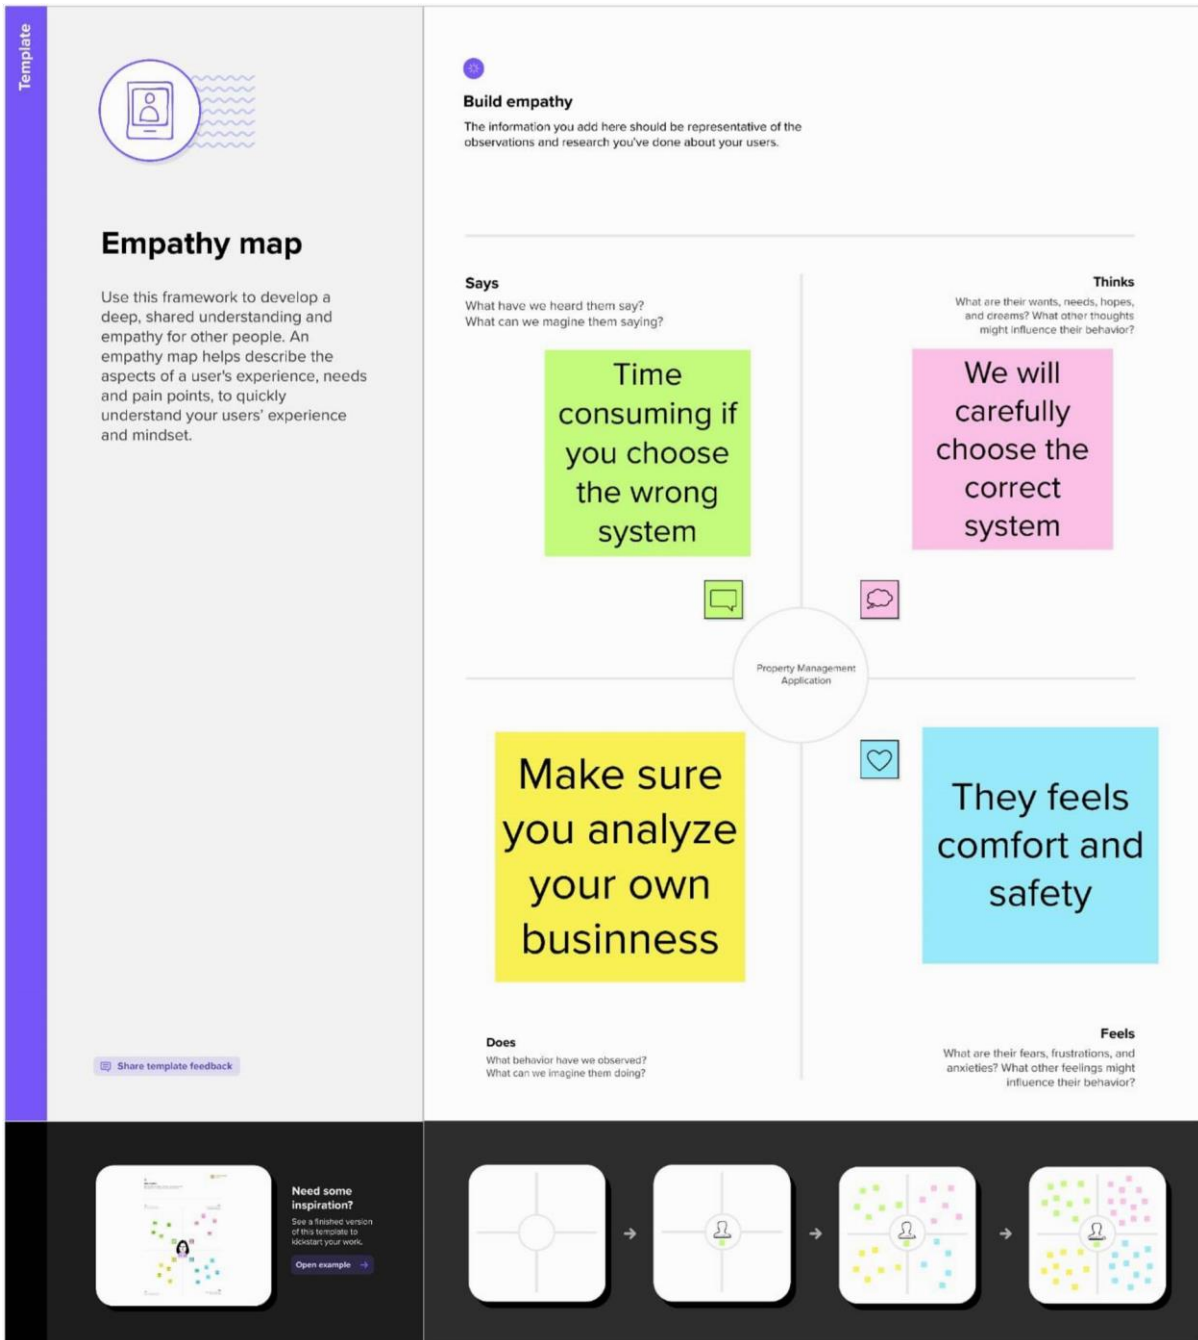 Template
Empathy map
Use this framework to develop a
deep, shared understanding and
empathy for other people. An
empathy map helps describe the
aspects of a user's experience, needs
and pain points, to quickly
understand your users' experience
and mindset.
Share template feedback
Build empathy
The information you add here should be representative of the
observations and research you've done about your users.
Says
What have we heard them say?
What can we magine them saying?
Thinks
What are their wants, needs, hopes,
and dreams? What other thoughts
might influence their behavior?
Time
consuming if
you choose
the wrong
system
We will
carefully
choose the
correct
system
Property Management
Application
Make sure
you analyze
your own
businness
They feels
comfort and
safety
Does
What behavior have we observed?
What can we imagine them doing?
Feels
What are their fears, frustrations, and
anxieties? What other feelings might
influence their behavior?
Need some
inspiration?
See a finished version
of this template to
kickstart your work.
Open example